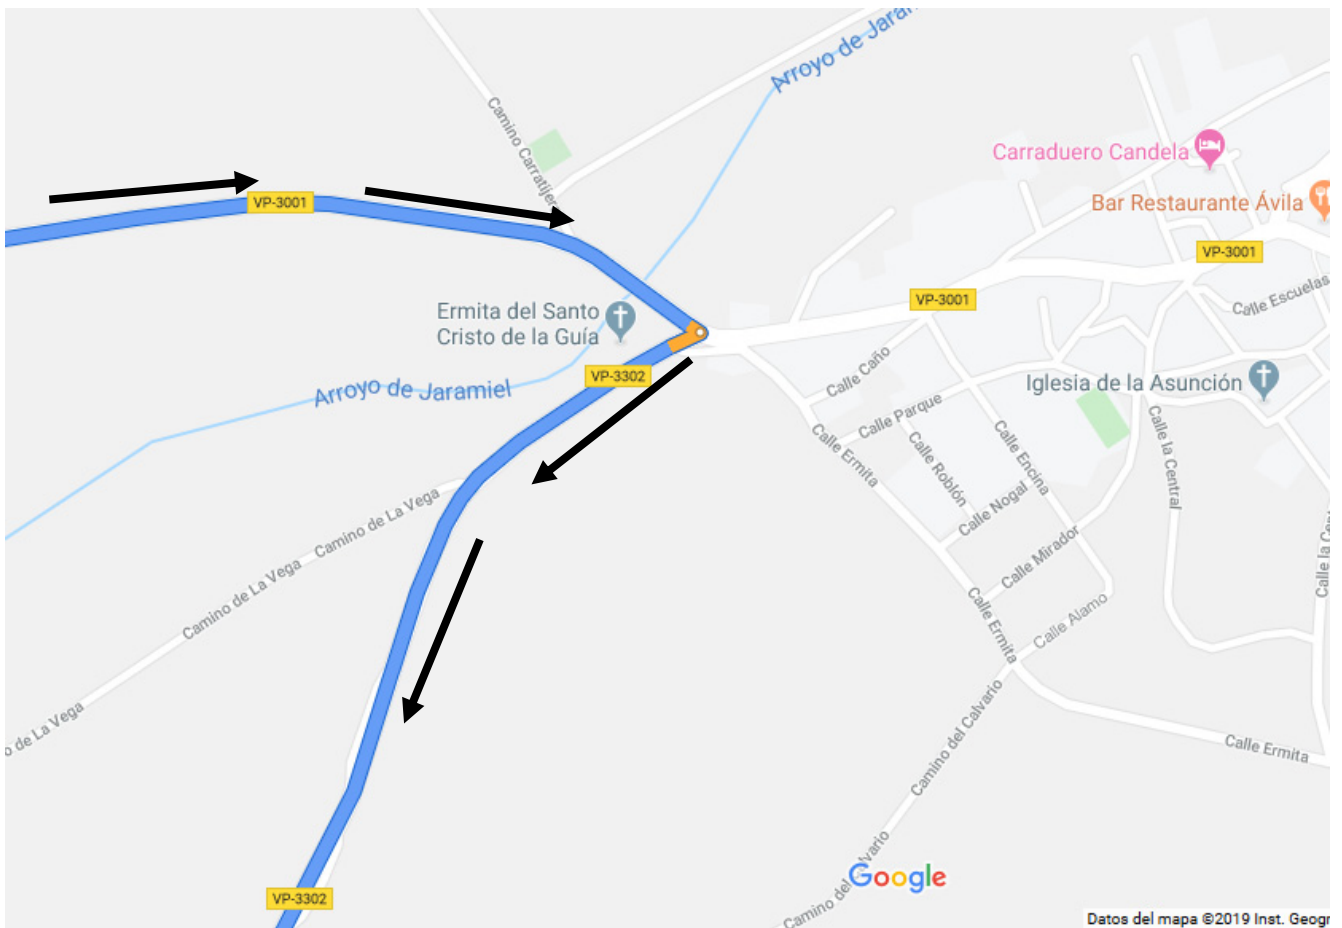 Arroyo de Jaram
Camino Carratijer
Carraduero Candela
VP-3001
Bar Restaurante Ávila
VP-3001
VP-3001
Calle Escuelas
Ermita del Santo
Cristo de la Guía
VP-3302
Arroyo de Jaramiel
Calle Caño
Iglesia de la Asunción
Calle Parque
Calle Ermita
Calle Roblón
Calle Encina
Calle la Central
Calle Nogal
Camino de La Vega
Camino de La Vega
Calle Mirador
Calle la Cen
Calle Ermita
Calle Alamo
o de La Vega
Camino del Calvario
Calle Ermita
VP-3302
Camino del Calvario
Google
Datos del mapa ©2019 Inst. Geogr